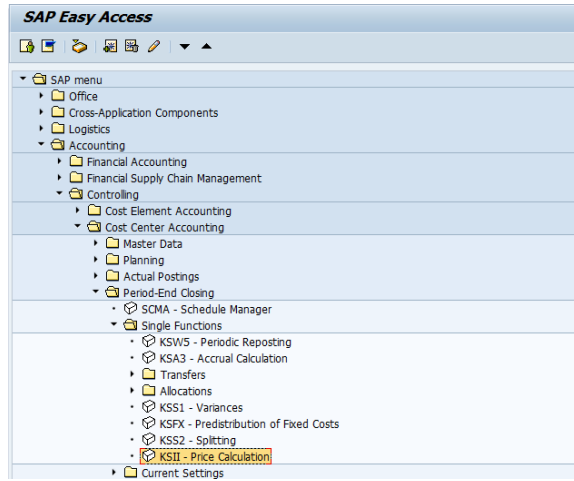 SAP Easy Access
SAP menu
Office
Cross-Application Components
Logistics
Accounting
Financial Accounting
Financial Supply Chain Management
Controlling
Cost Element Accounting
Cost Center Accounting
Master Data
Planning
Actual Postings
Period-End Closing
SCMA - Schedule Manager
Single Functions
KSW5 - Periodic Reposting
KSA3 - Accrual Calculation
Transfers
Allocations
KSS1 - Variances
KSFX - Predistribution of Fixed Costs
KSS2 - Splitting
KSII - Price Calculation
Current Settings